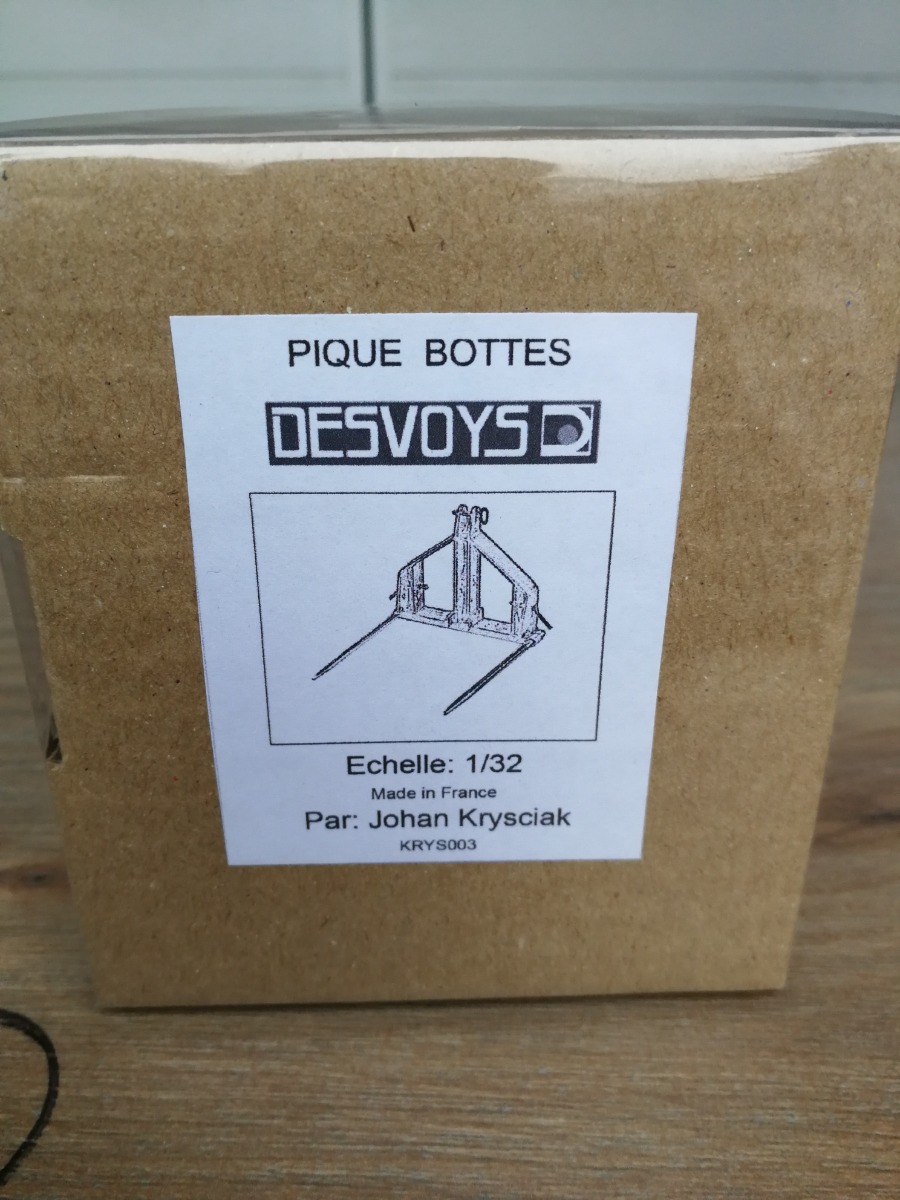 PIQUE BOTTES
DESVOYS
Echelle: 1/32
Made in France
Par: Johan Krysciak
KRYS003